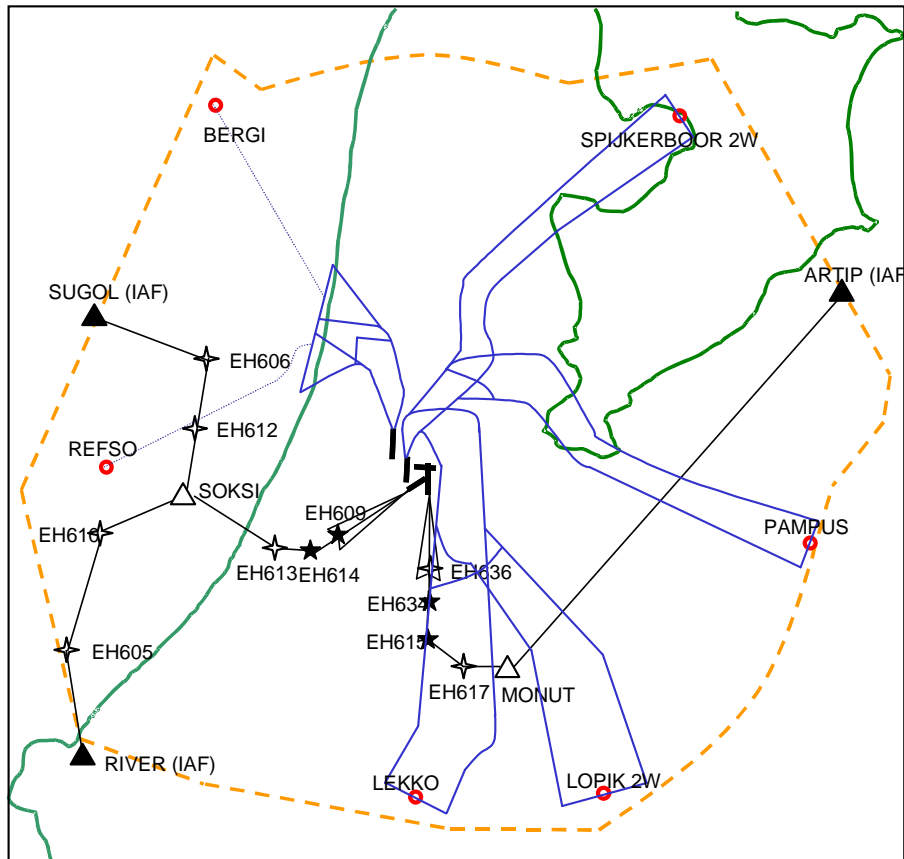 BERGI
SPIJKERBOOR 2W
ARTIP (IAF
SUGOL (IAF)
EH606
EH612
REFSO
SOKSI
EH609
EH616
PAMPUS
EH613
EH614
EH636
EH634
EH615
EH605
EH617
MONUT
RIVER (IAF)
LEKKO
LOPIK 2W